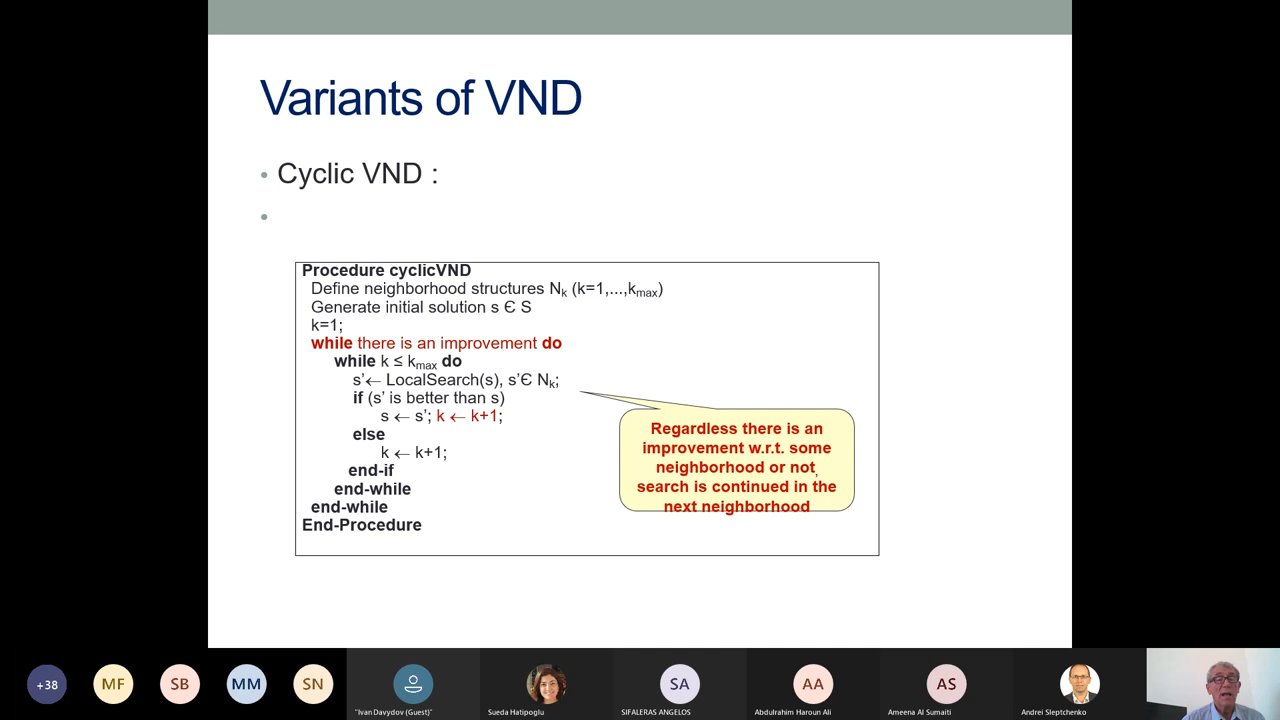 Variants of VND
• Cyclic VND :
•
Procedure cyclicVND
Define neighborhood structures Nk (k=1,...,kmax)
Generate initial solution s Є S
k=1;
while there is an improvement do
while k ≤ kmax do
s’← LocalSearch(s), s’Є Nk;
if (s’ is better than s)
s ← s’; k ← k+1;
else
k ← k+1;
end-if
end-while
end-while
End-Procedure
Regardless there is an
improvement w.r.t. some
neighborhood or not,
search is continued in the
next neighborhood
+38
MF
SB
MM
SN
SA
AA
AS
"Ivan Davydov (Guest)"
Sueda Hatipoglu
SIFALERAS ANGELOS
Abdulrahim Haroun Ali
Ameena Al Sumaiti
Andrei Sleptchenko